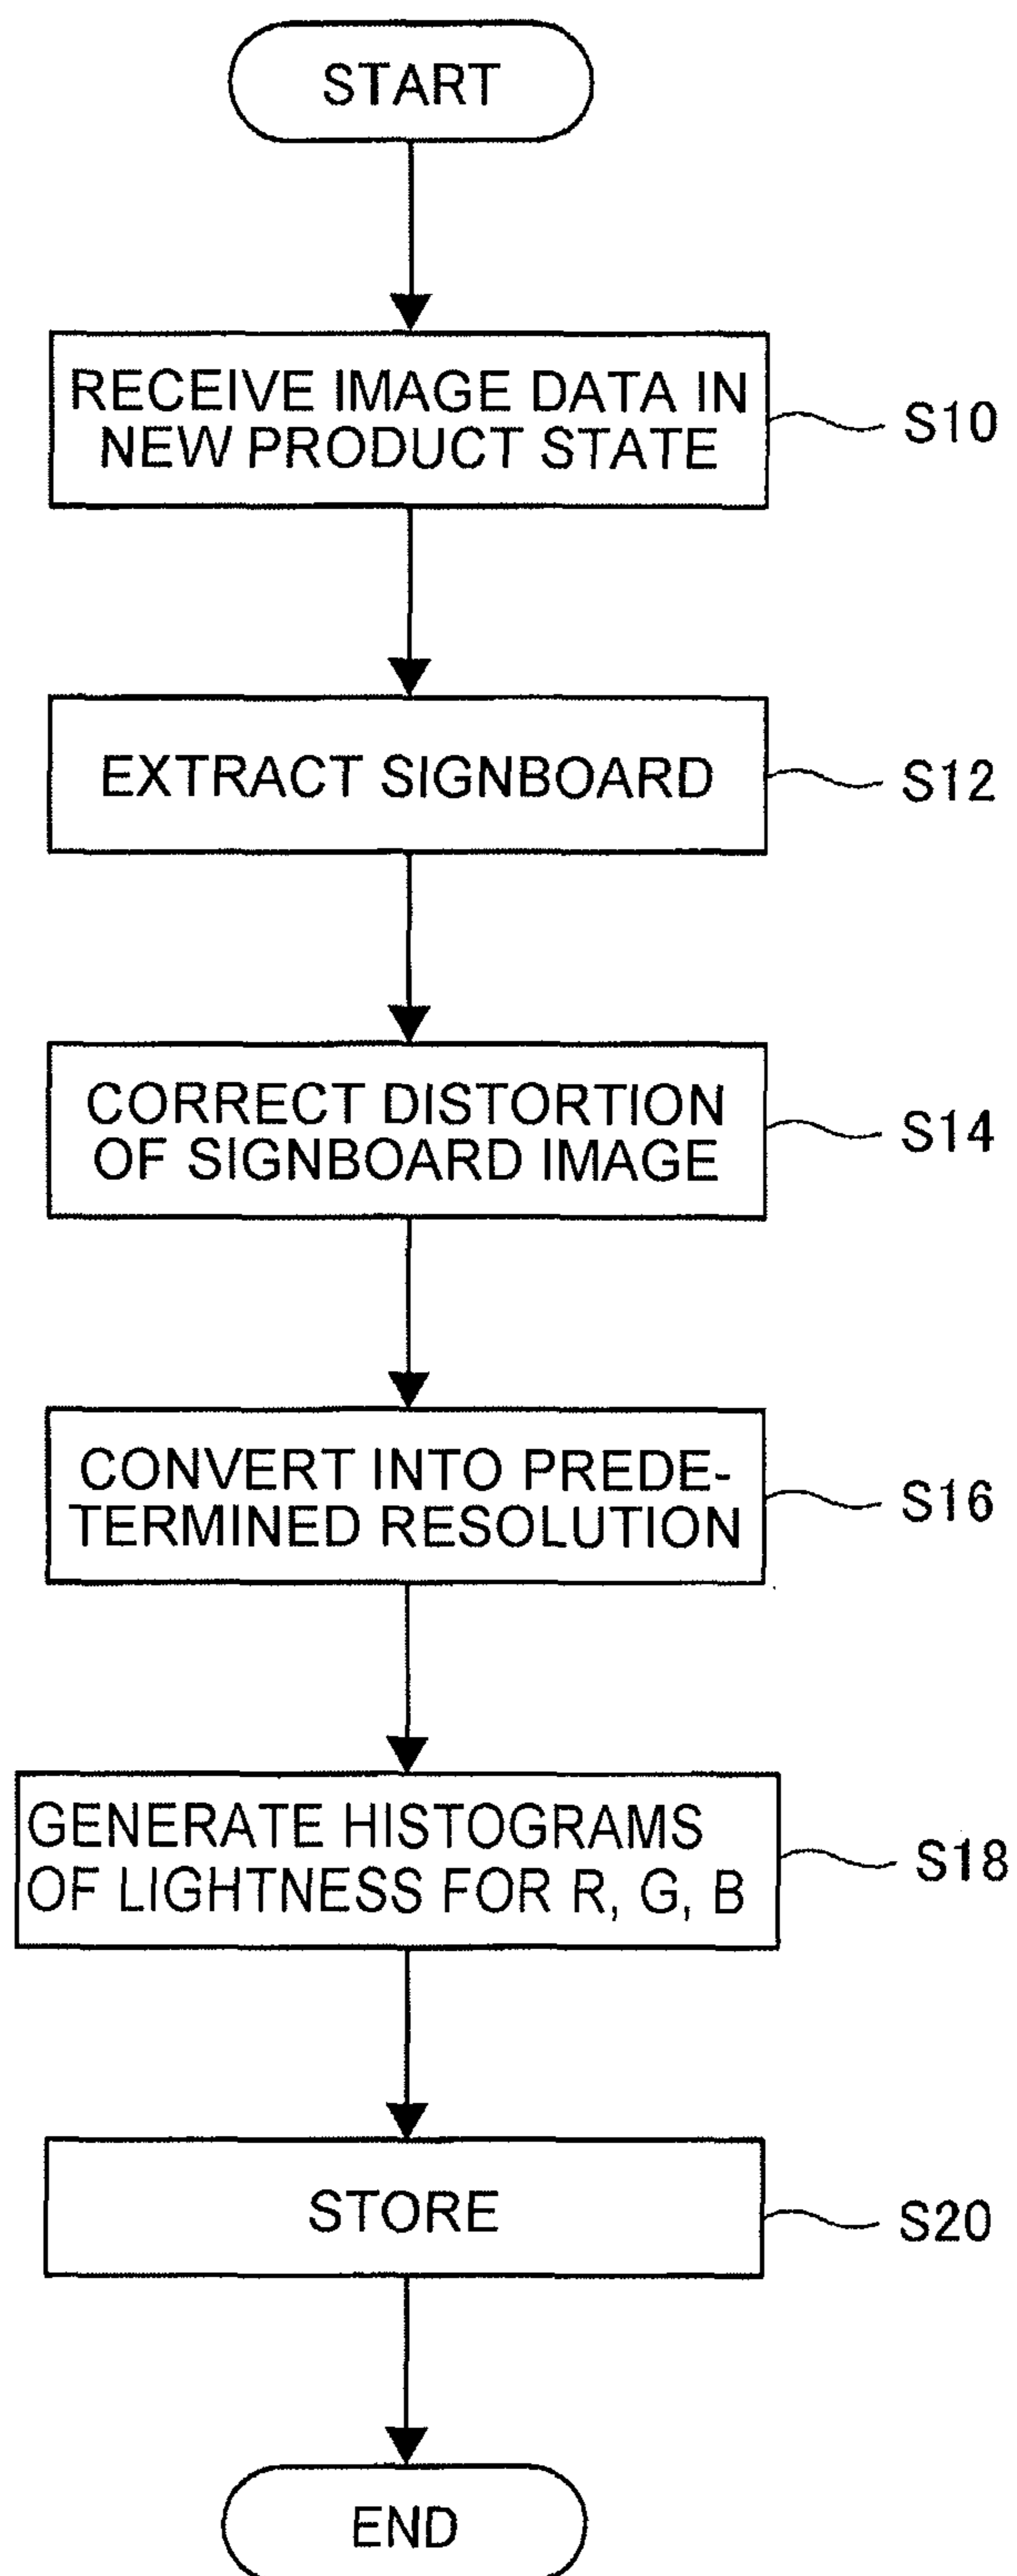 START
RECEIVE IMAGE DATA IN
NEW PRODUCT STATE
S10
EXTRACT SIGNBOARD
S12
CORRECT DISTORTION
OF SIGNBOARD IMAGE
S14
CONVERT INTO PREDE-
TERMINED RESOLUTION
S16
GENERATE HISTOGRAMS
OF LIGHTNESS FOR R, G, B
S18
STORE
S20
END